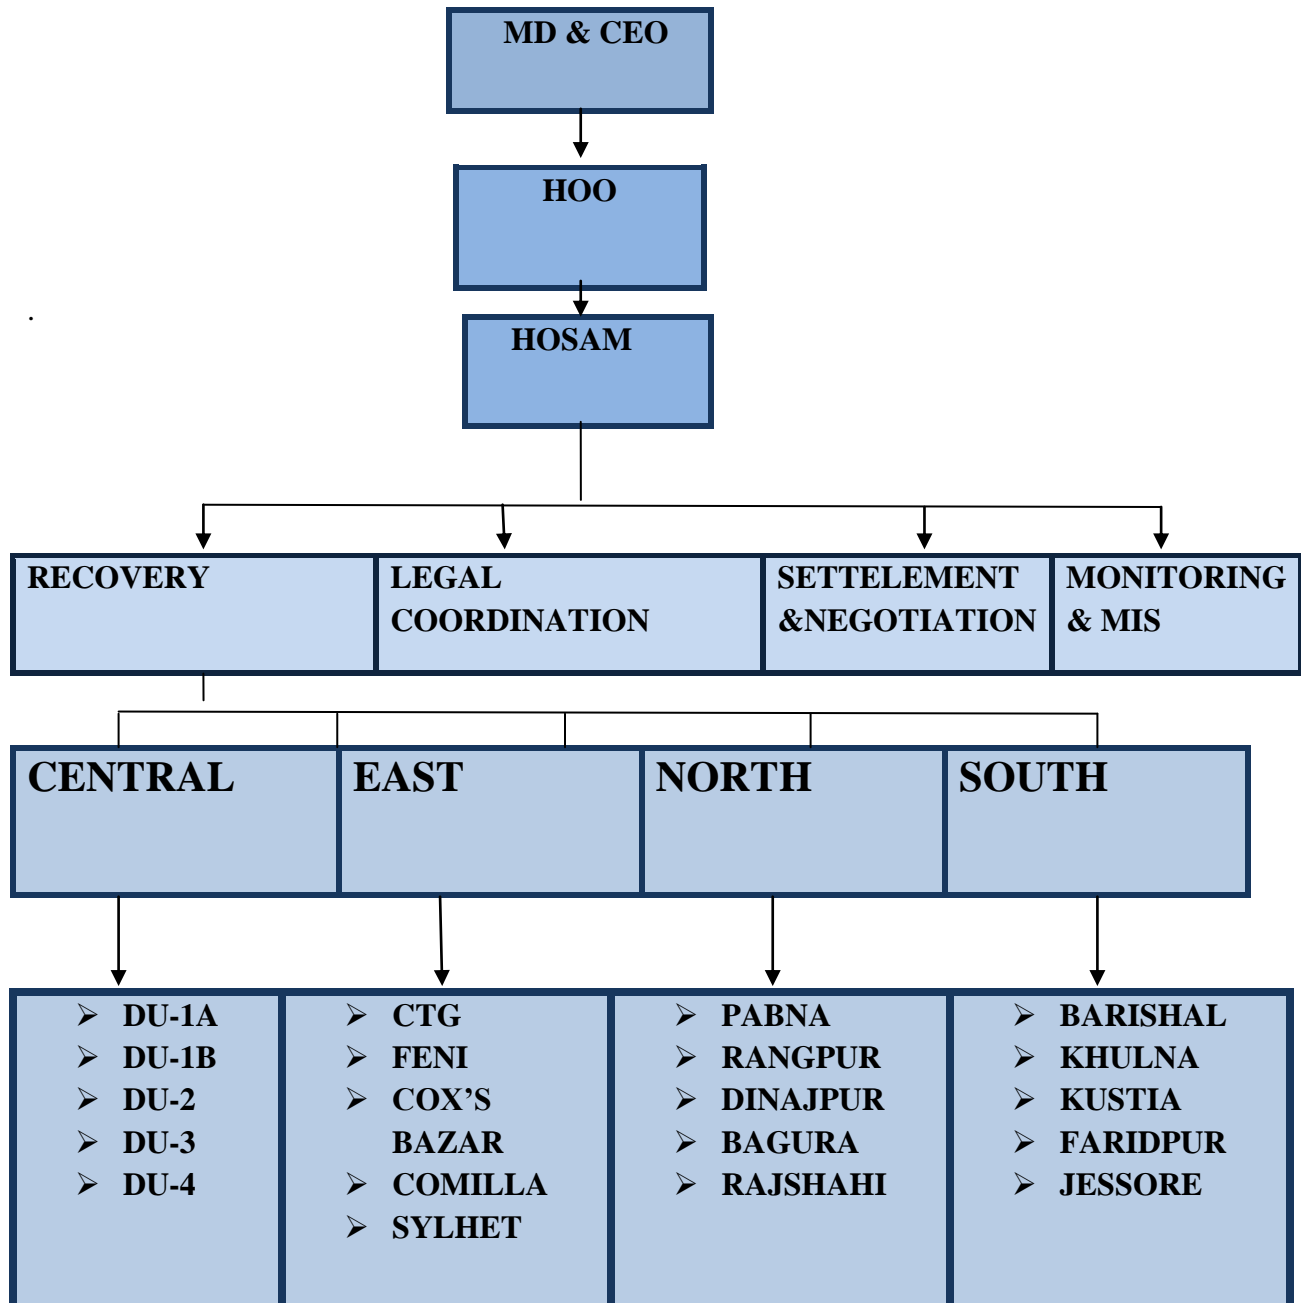 MD & CEO
HOO
.
HOSAM
RECOVERY
LEGAL
COORDINATION
SETTELEMENT
&NEGOTIATION
MONITORING
& MIS
CENTRAL
EAST
NORTH
SOUTH
➢ DU-1A
➢ DU-1B
➢ DU-2
➢ DU-3
➢ DU-4
➢ CTG
➢ FENI
➢ COX’S
BAZAR
➢ COMILLA
➢ SYLHET
➢ PABNA
➢ RANGPUR
➢ DINAJPUR
➢ BAGURA
➢ RAJSHAHI
➢ BARISHAL
➢ KHULNA
➢ KUSTIA
➢ FARIDPUR
➢ JESSORE